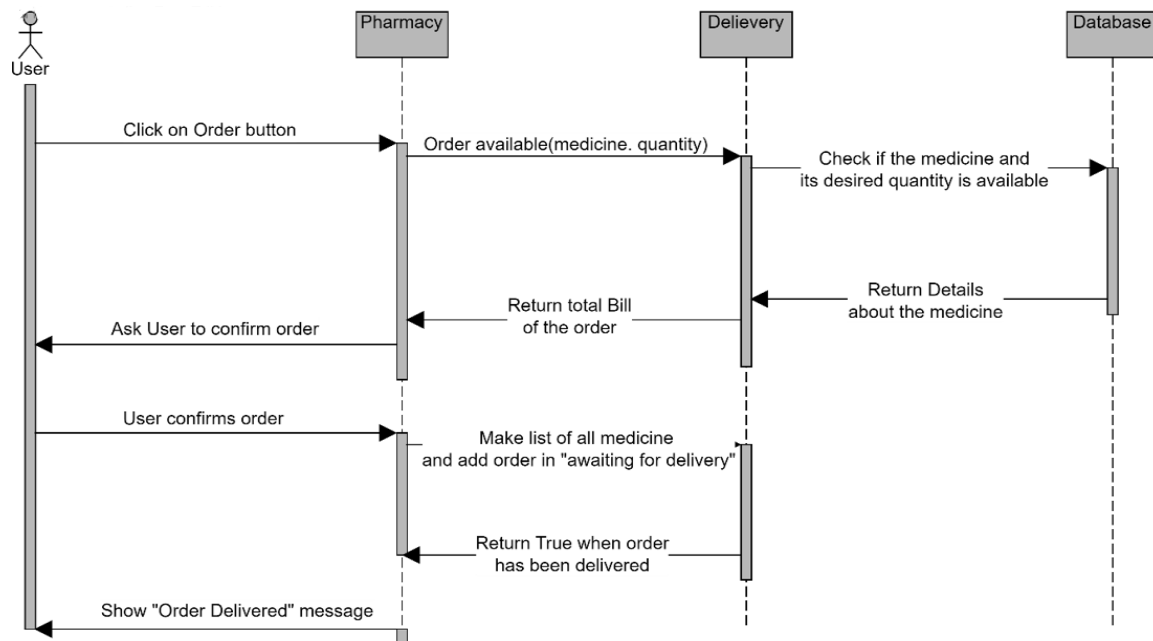 Pharmacy
Delievery
Database
User
Click on Order button
Order available(medicine. quantity)
Check if the medicine and
its desired quantity is available
Return Details
about the medicine
Return total Bill
of the order
Ask User to confirm order
User confirms order
Make list of all medicine
and add order in "awaiting for delivery"
Return True when order
has been delivered
Show "Order Delivered" message